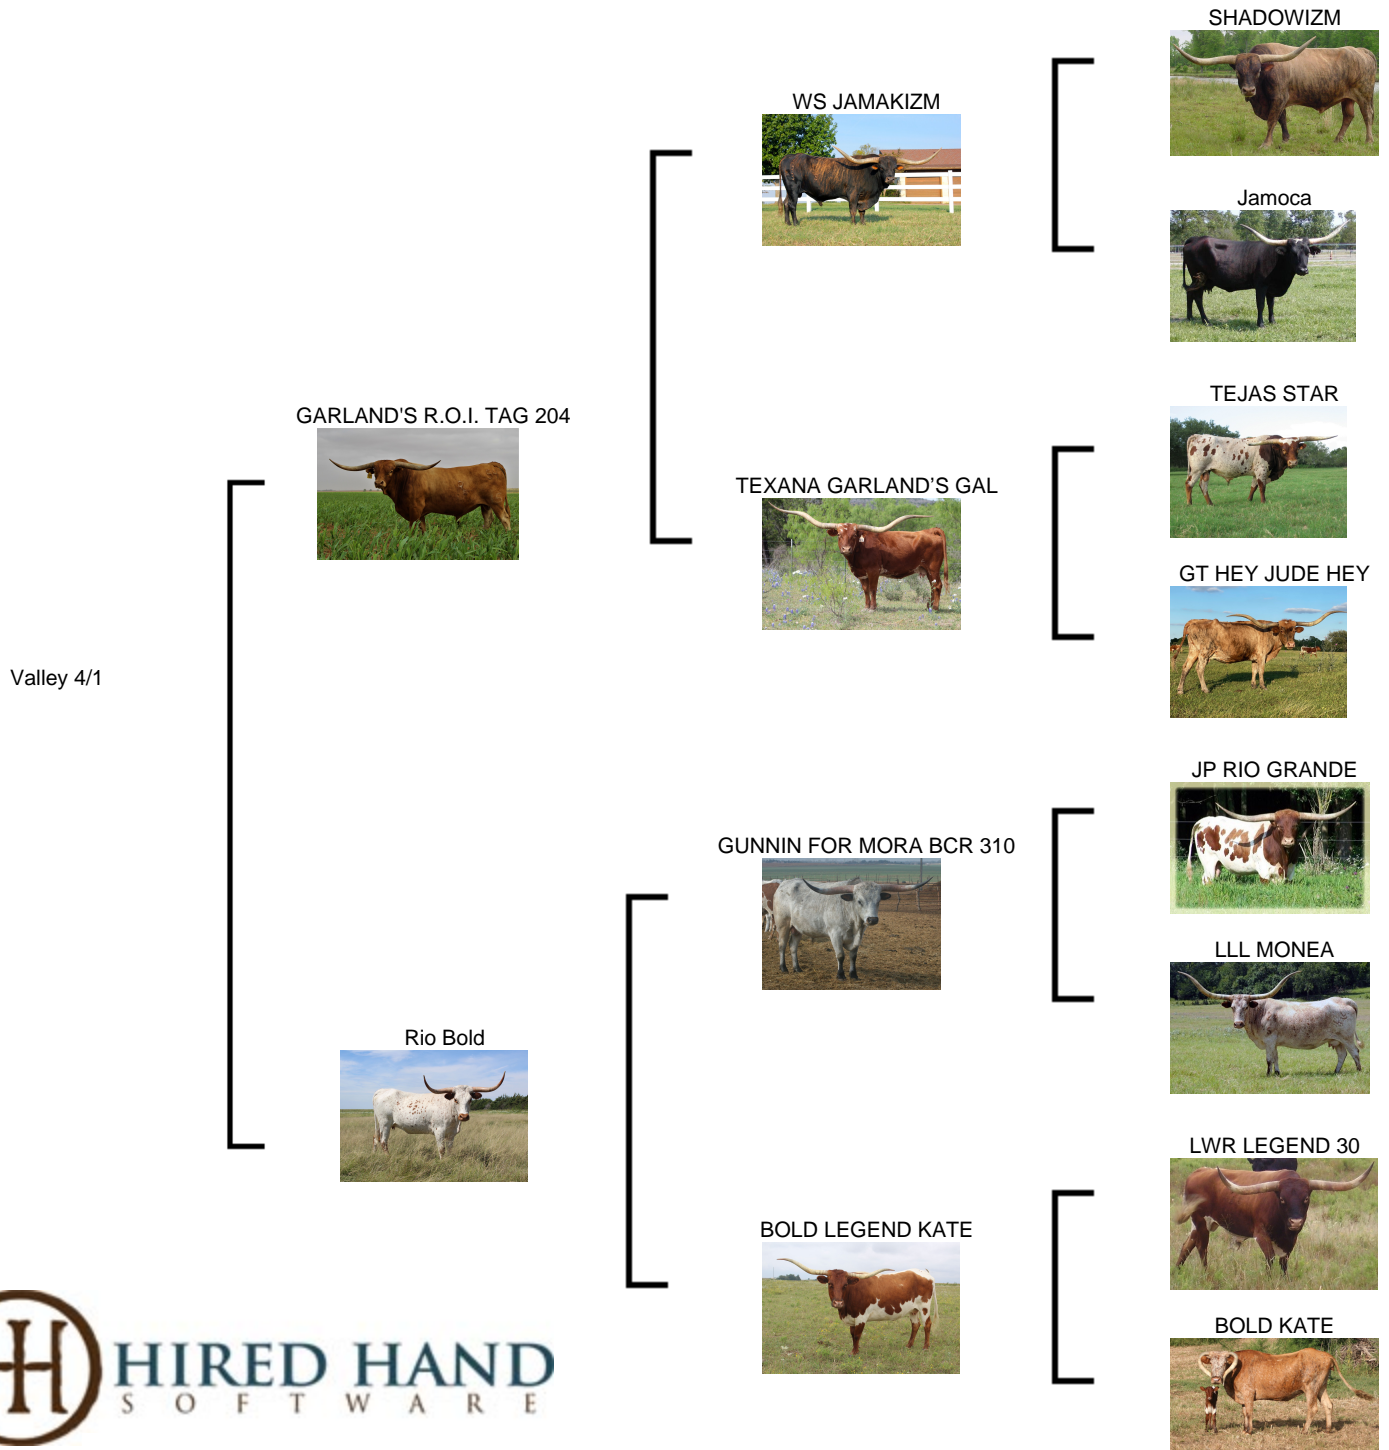 SHADOWIZM
WS JAMAKIZM
Jamoca
TEJAS STAR
GARLAND'S R.O.I. TAG 204
TEXANA GARLAND’S GAL
GT HEY JUDE HEY
Valley 4/1
JP RIO GRANDE
GUNNIN FOR MORA BCR 310
LLL MONEA
Rio Bold
LWR LEGEND 30
BOLD LEGEND KATE
BOLD KATE
H HIRED HAND
SOFTWARE